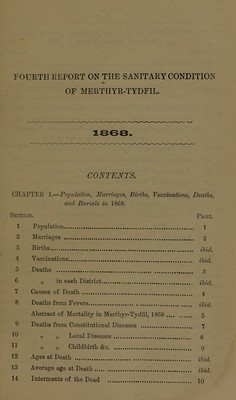 FOURTH REPORT ON THE SANITARY CONDITION
OF MERTHYR-TYDFIL.
1868.
CONTENTS.
CHAPTER I.—Population, Marriages, Births, Vaccinations, Deaths,
and Burials in 1868.
SECTION. PAGE.
1 Population 1
2 Marriages 2
3 Births ibid.
4 Vaccinations ibid.
5 Deaths 3
6 „ in each District ibid.
7 Causes of Death 4
8 Deaths from Fevers ibid.
Abstract of Mortality in Merthyr-Tydfil, 1868 5
9 Deaths from Constitutional Diseases 7
10 „ „ Local Diseases 8
11 „ „ Childbirth &c. 9
12 Ages at Death ibid.
13 Average age at Death ibid.
14 Interments of the Dead 10